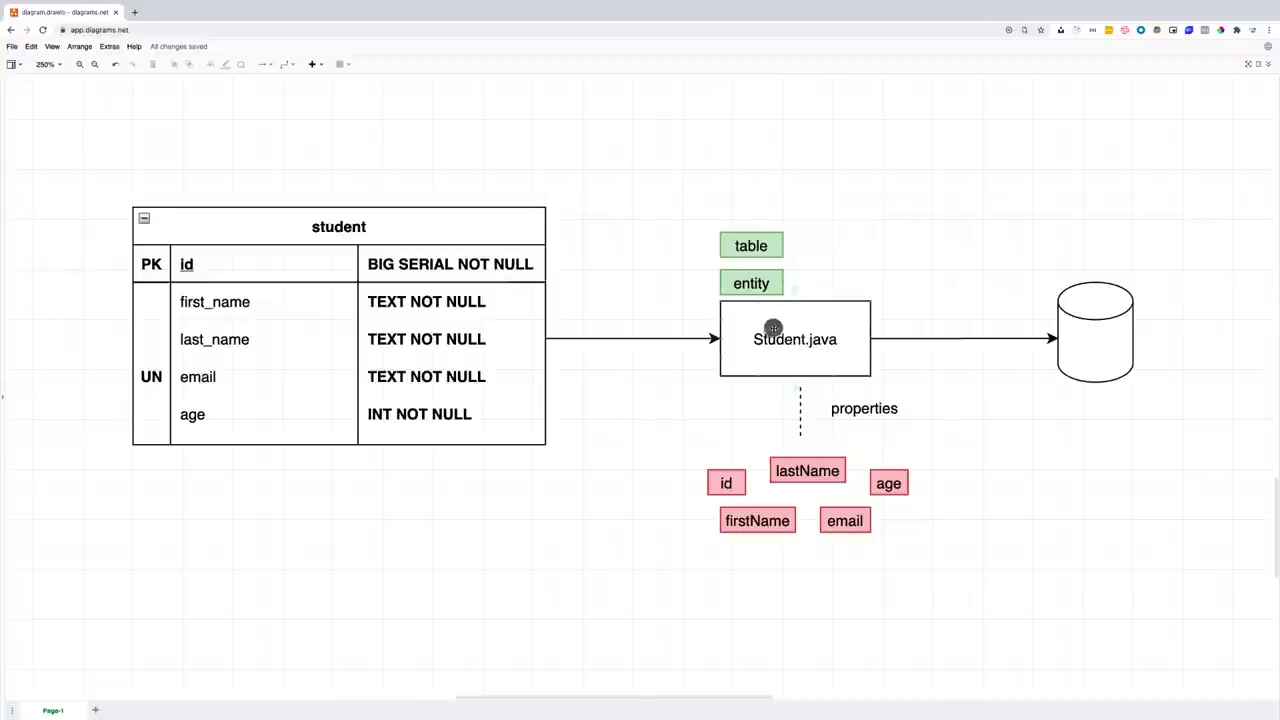 diagram.drawio - diagrams.net
app.diagrams.net
File Edit View Arrange Extras Help All changes saved
250%
student
PK id BIG SERIAL NOT NULL
first_name TEXT NOT NULL
last_name TEXT NOT NULL
UN email TEXT NOT NULL
age INT NOT NULL
table
entity
Student.java
properties
lastName
id
age
firstName
email
Page-1